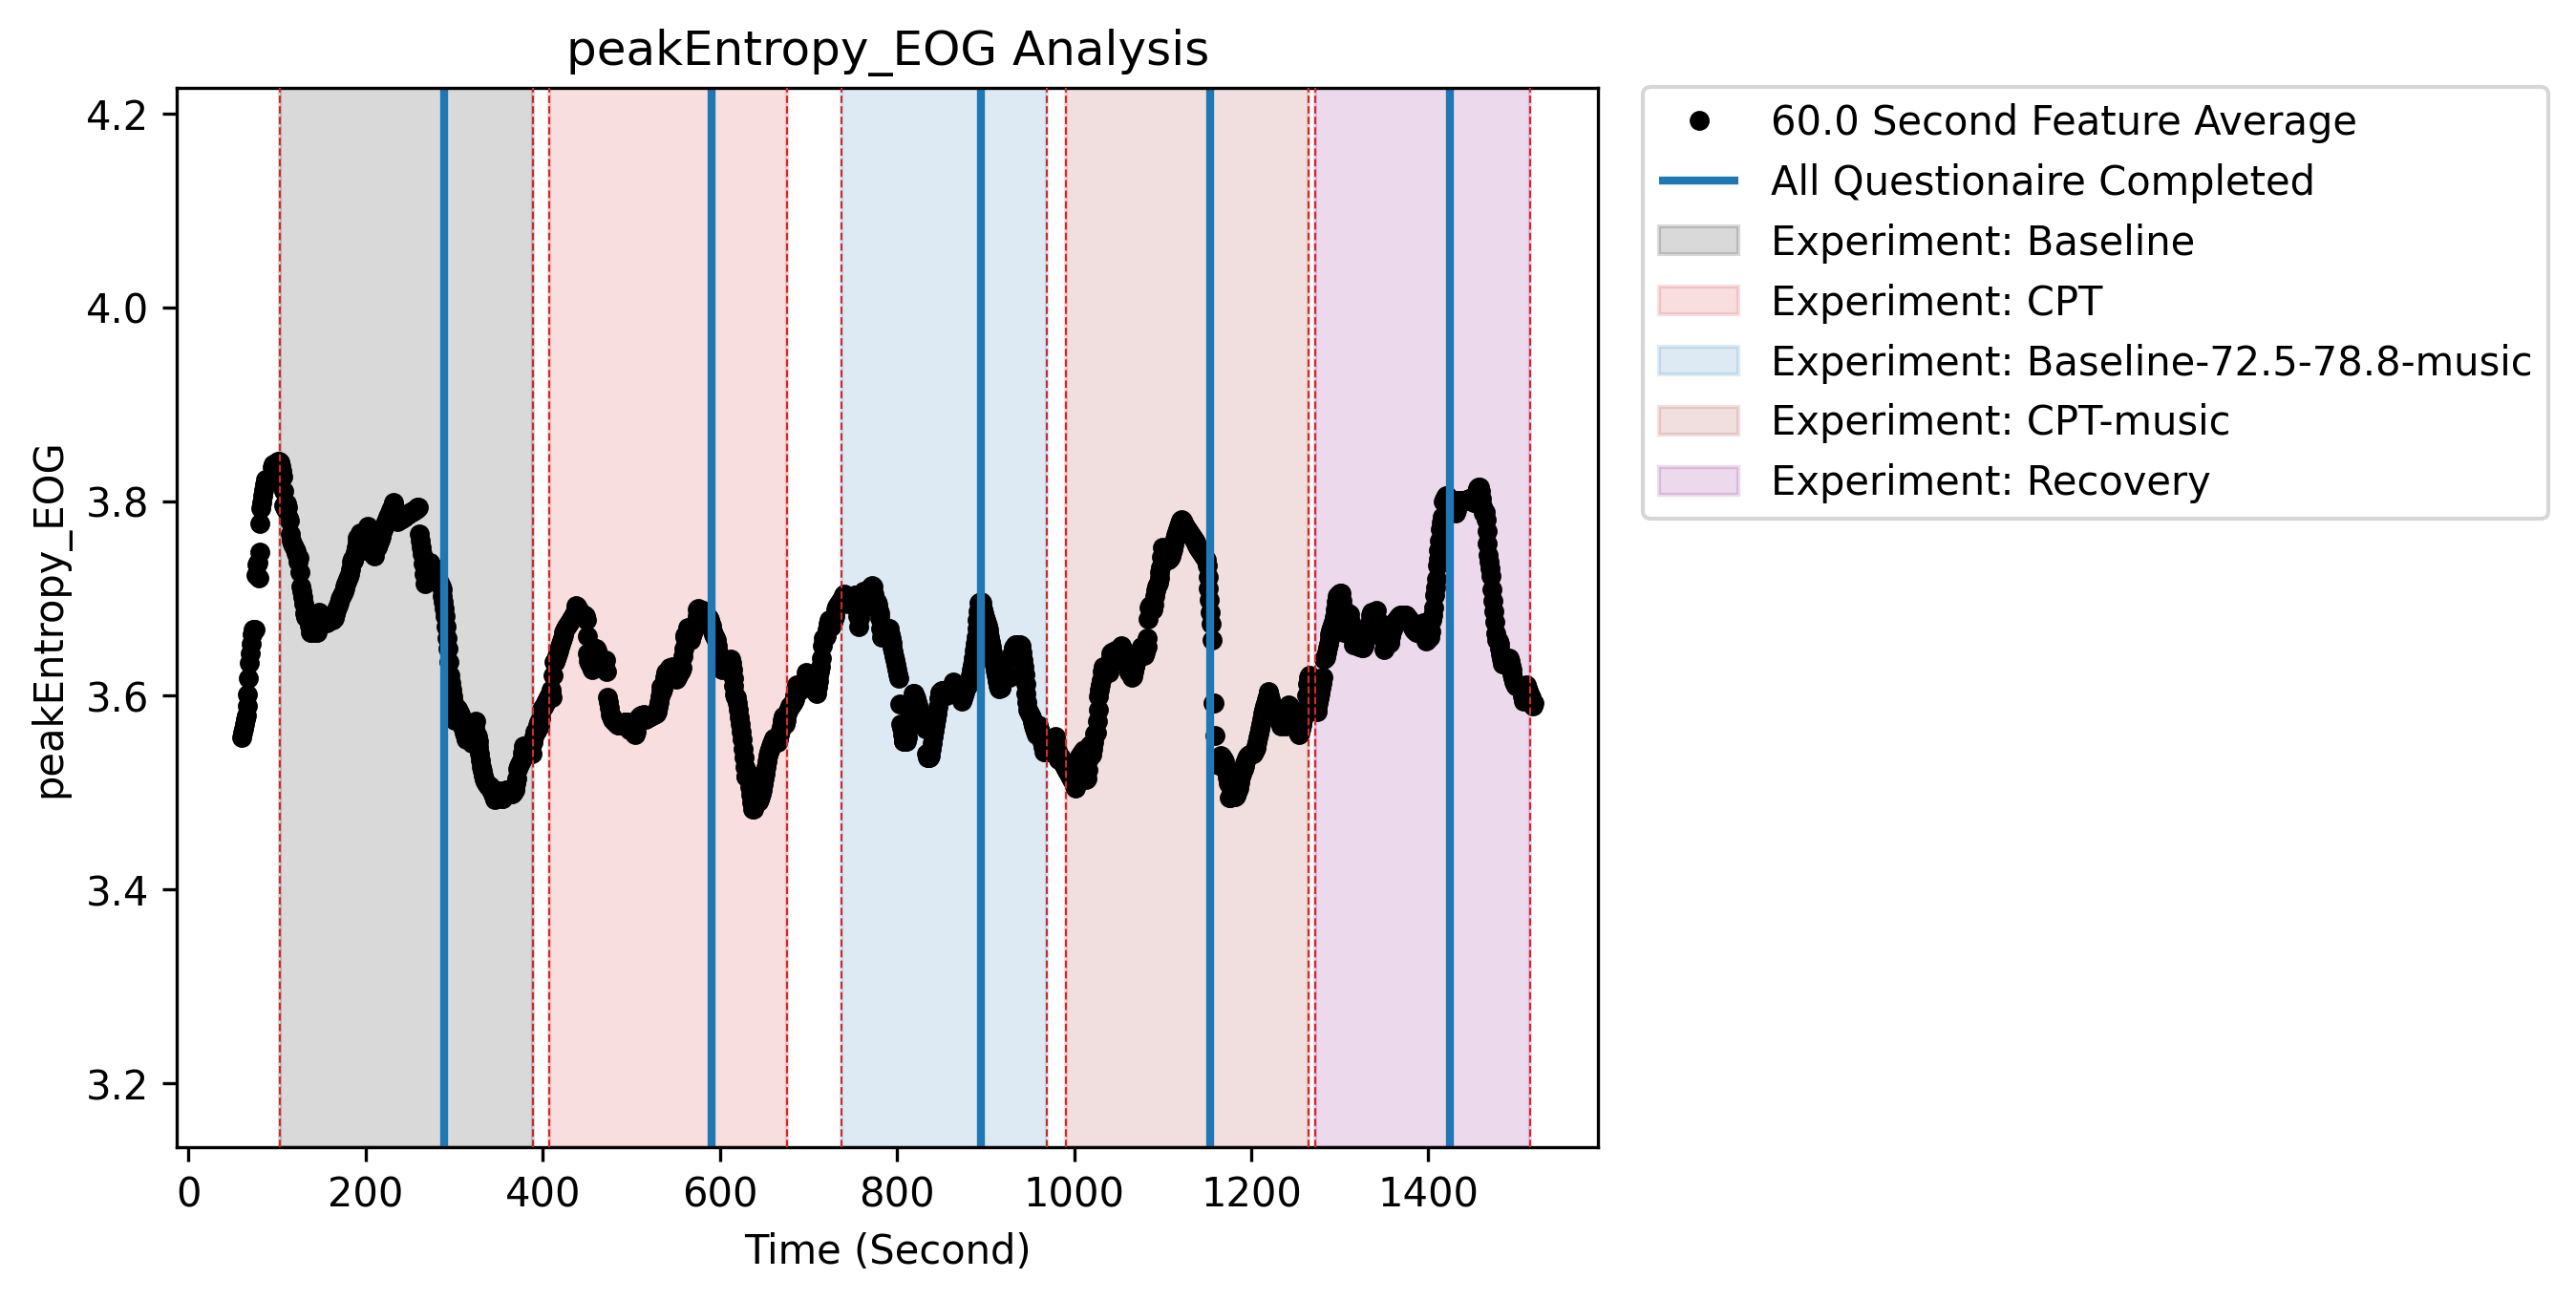 peakEntropy_EOG Analysis
4.2
4.0
3.8
3.6
3.4
3.2
peakEntropy_EOG
0 200 400 600 800 1000 1200 1400
Time (Second)
60.0 Second Feature Average
All Questionaire Completed
Experiment: Baseline
Experiment: CPT
Experiment: Baseline-72.5-78.8-music
Experiment: CPT-music
Experiment: Recovery